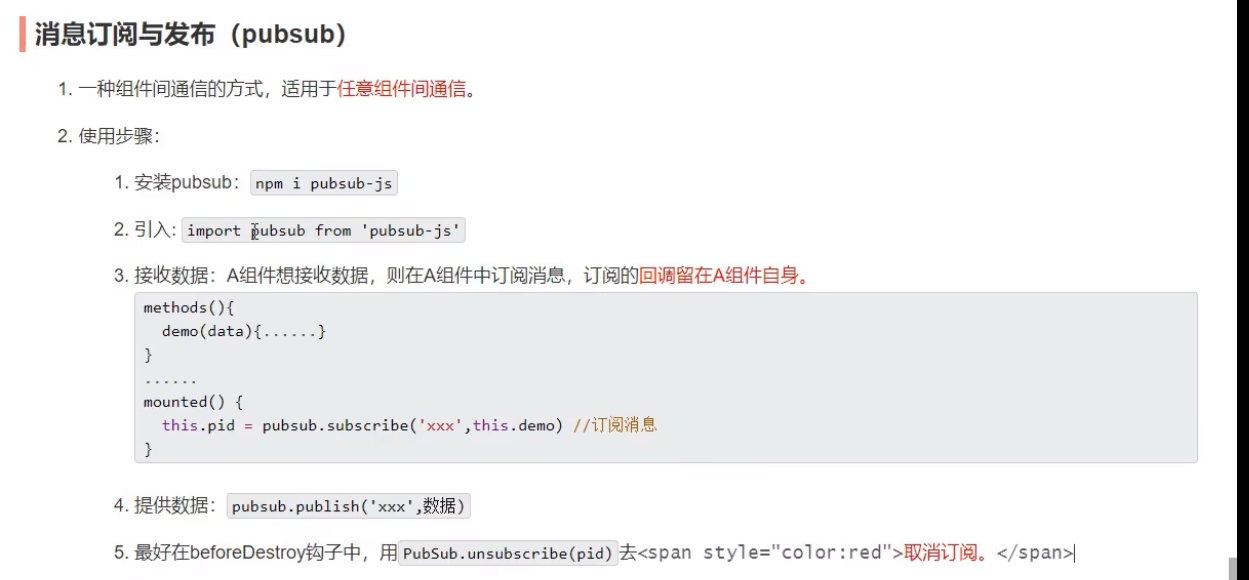 消息订阅与发布（pubsub）
1. 一种组件间通信的方式，适用于任意组件间通信。
2. 使用步骤：
1. 安装pubsub：npm i pubsub-js
2. 引入: import pubsub from 'pubsub-js'
3. 接收数据：A组件想接收数据，则在A组件中订阅消息，订阅的回调留在A组件自身。
methods(){
  demo(data){......}
}
......
mounted() {
  this.pid = pubsub.subscribe('xxx',this.demo) //订阅消息
}
4. 提供数据：pubsub.publish('xxx',数据)
5. 最好在beforeDestroy钩子中，用PubSub.unsubscribe(pid)去<span style="color:red">取消订阅。</span>